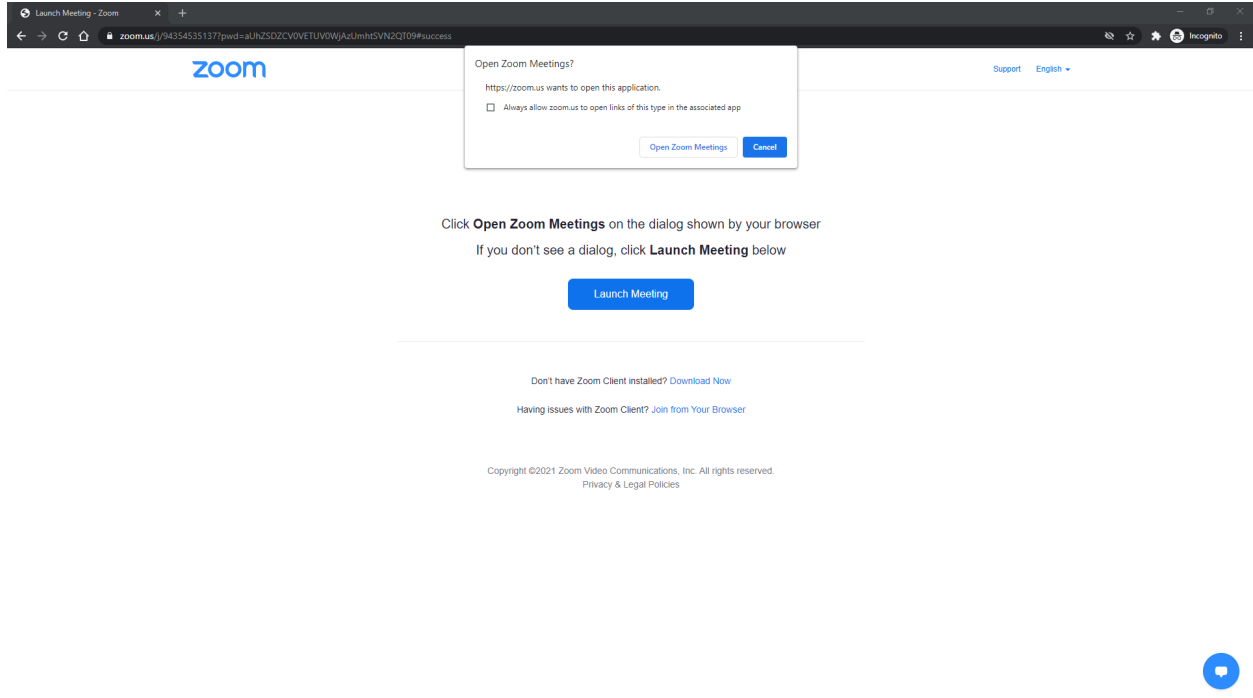 Launch Meeting - Zoom
zoom.us/j/94354535137?pwd=aUhZSDZCV0VETUV0WjAzUmhtSVN2QT09#success
Incognito
zoom
Support English
Open Zoom Meetings?
https://zoom.us wants to open this application.
Always allow zoom.us to open links of this type in the associated app
Open Zoom Meetings Cancel
Click Open Zoom Meetings on the dialog shown by your browser
If you don't see a dialog, click Launch Meeting below
Launch Meeting
Don't have Zoom Client installed? Download Now
Having issues with Zoom Client? Join from Your Browser
Copyright ©2021 Zoom Video Communications, Inc. All rights reserved.
Privacy & Legal Policies